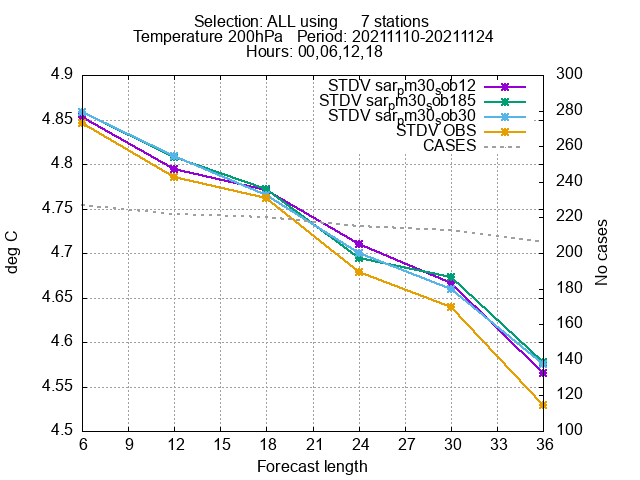 Selection: ALL using 7 stations
Temperature 200hPa Period: 20211110-20211124
Hours: 00,06,12,18
STDV sarpm30sob12
STDV sarpm30sob185
STDV sarpm30sob30
STDV OBS
CASES
4.9
4.85
4.8
4.75
4.7
4.65
4.6
4.55
4.5
deg C
300
280
260
240
220
200
180
160
140
120
100
No cases
6 9 12 15 18 21 24 27 30 33 36
Forecast length